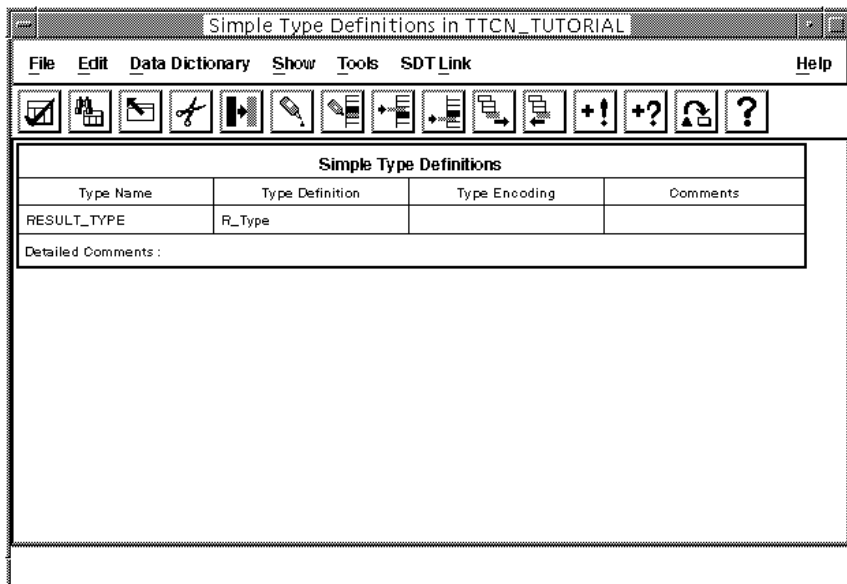 Simple Type Definitions in TTCN_TUTORIAL
File Edit Data Dictionary Show Tools SDT Link Help
Simple Type Definitions
Type Name Type Definition Type Encoding Comments
RESULT_TYPE R_Type
Detailed Comments :